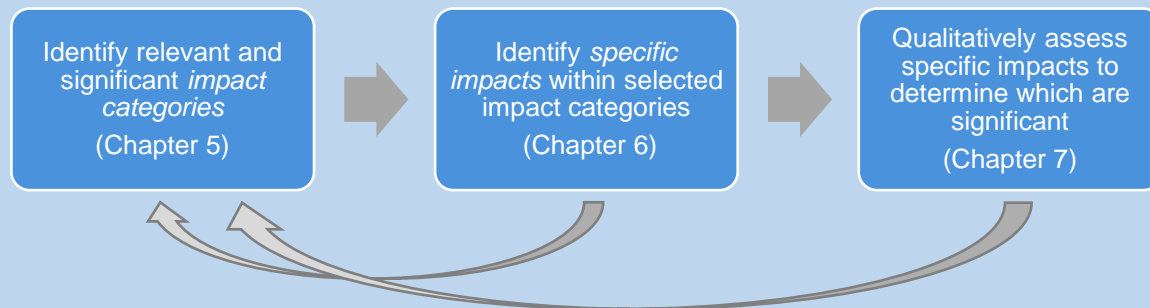 Identify relevant and
significant impact
categories
(Chapter 5)
Identify specific
impacts within selected
impact categories
(Chapter 6)
Qualitatively assess
specific impacts to
determine which are
significant
(Chapter 7)